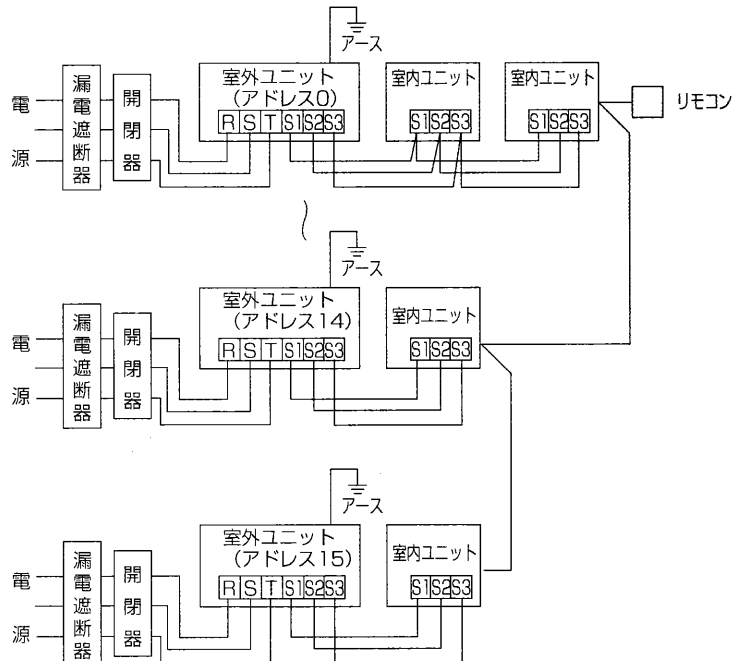 アース
室外ユニット
(アドレス0)
室内ユニット
室内ユニット
リモコン
電
源
漏電遮断器
開閉器
R S T S1 S2 S3
S1 S2 S3
S1 S2 S3
アース
室外ユニット
(アドレス14)
室内ユニット
電
源
漏電遮断器
開閉器
R S T S1 S2 S3
S1 S2 S3
アース
室外ユニット
(アドレス15)
室内ユニット
電
源
漏電遮断器
開閉器
R S T S1 S2 S3
S1 S2 S3